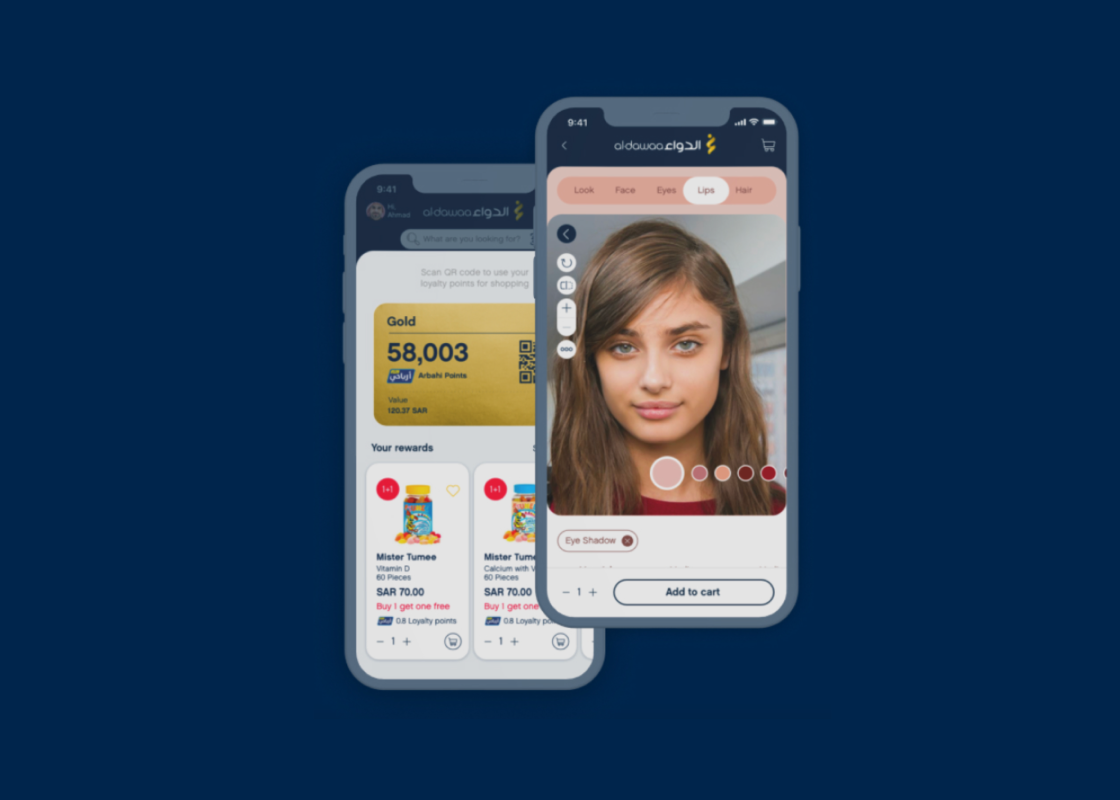 9:41
Hi,
Ahmad
al-dawaa الدواء
What are you looking for?
Scan QR code to use your
loyalty points for shopping
Gold
58,003
أرباحي Arbahi Points
Value
120.37 SAR
Your rewards
1+1
Mister Tumee
Vitamin D
60 Pieces
SAR 70.00
Buy 1 get one free
0.8 Loyalty points
− 1 +
1+1
Mister Tume
Calcium with V
60 Pieces
SAR 70.00
Buy 1 get one
0.8 Loyalty poi
− 1 +
9:41
al-dawaa الدواء
Look Face Eyes Lips Hair
Eye Shadow
− 1 +
Add to cart